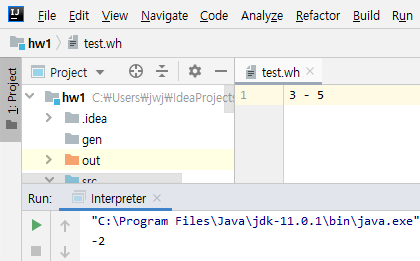 File Edit View Navigate Code Analyze Refactor Build
hw1 test.wh
1: Project
Project
test.wh
hw1 C:\Users₩jwj₩IdeaProjects
.idea
gen
out
src
1 3 - 5
Run: Interpreter
"C:\Program Files\Java\jdk-11.0.1\bin\java.exe"
-2